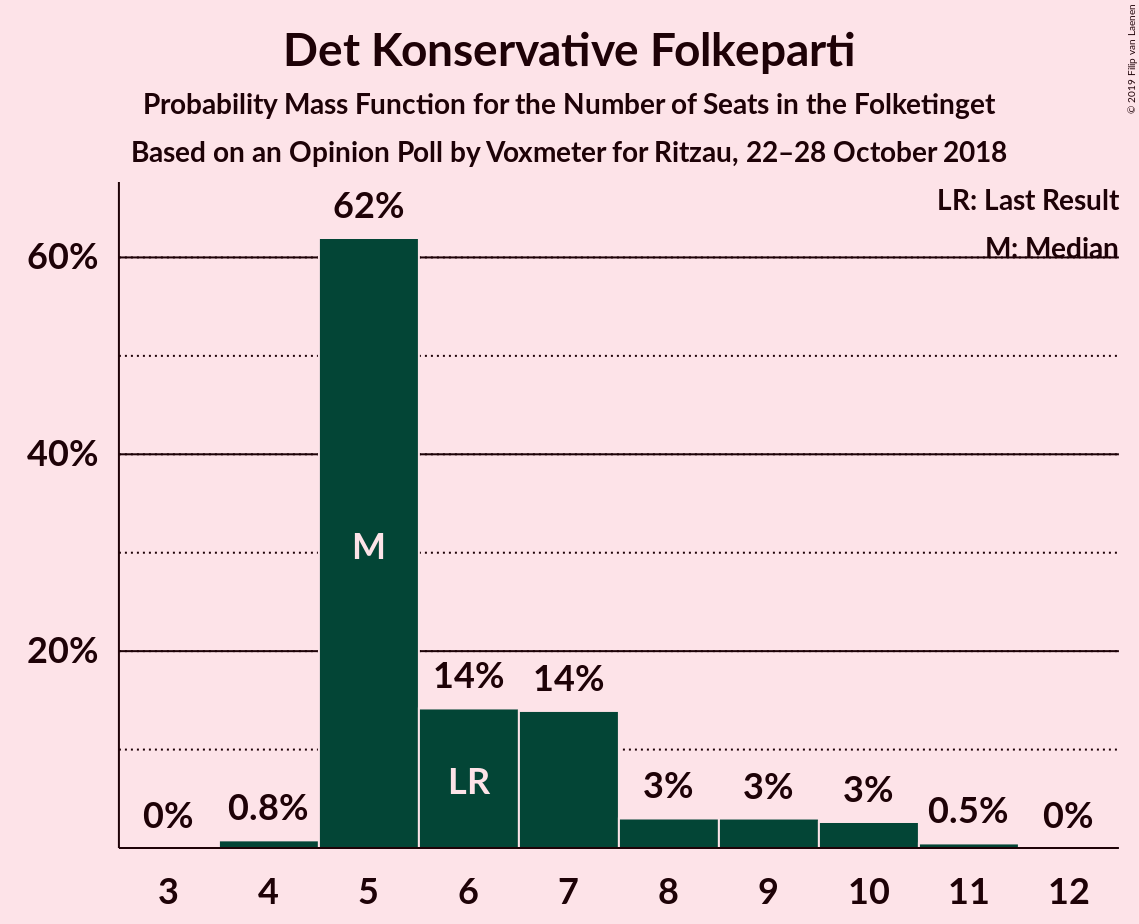 Det Konservative Folkeparti
Probability Mass Function for the Number of Seats in the Folketinget
Based on an Opinion Poll by Voxmeter for Ritzau, 22–28 October 2018
© 2019 Filip van Laenen
LR: Last Result
M: Median
60%
40%
20%
0%
0.8%
62%
14%
14%
3%
3%
3%
0.5%
0%
M
LR
3 4 5 6 7 8 9 10 11 12